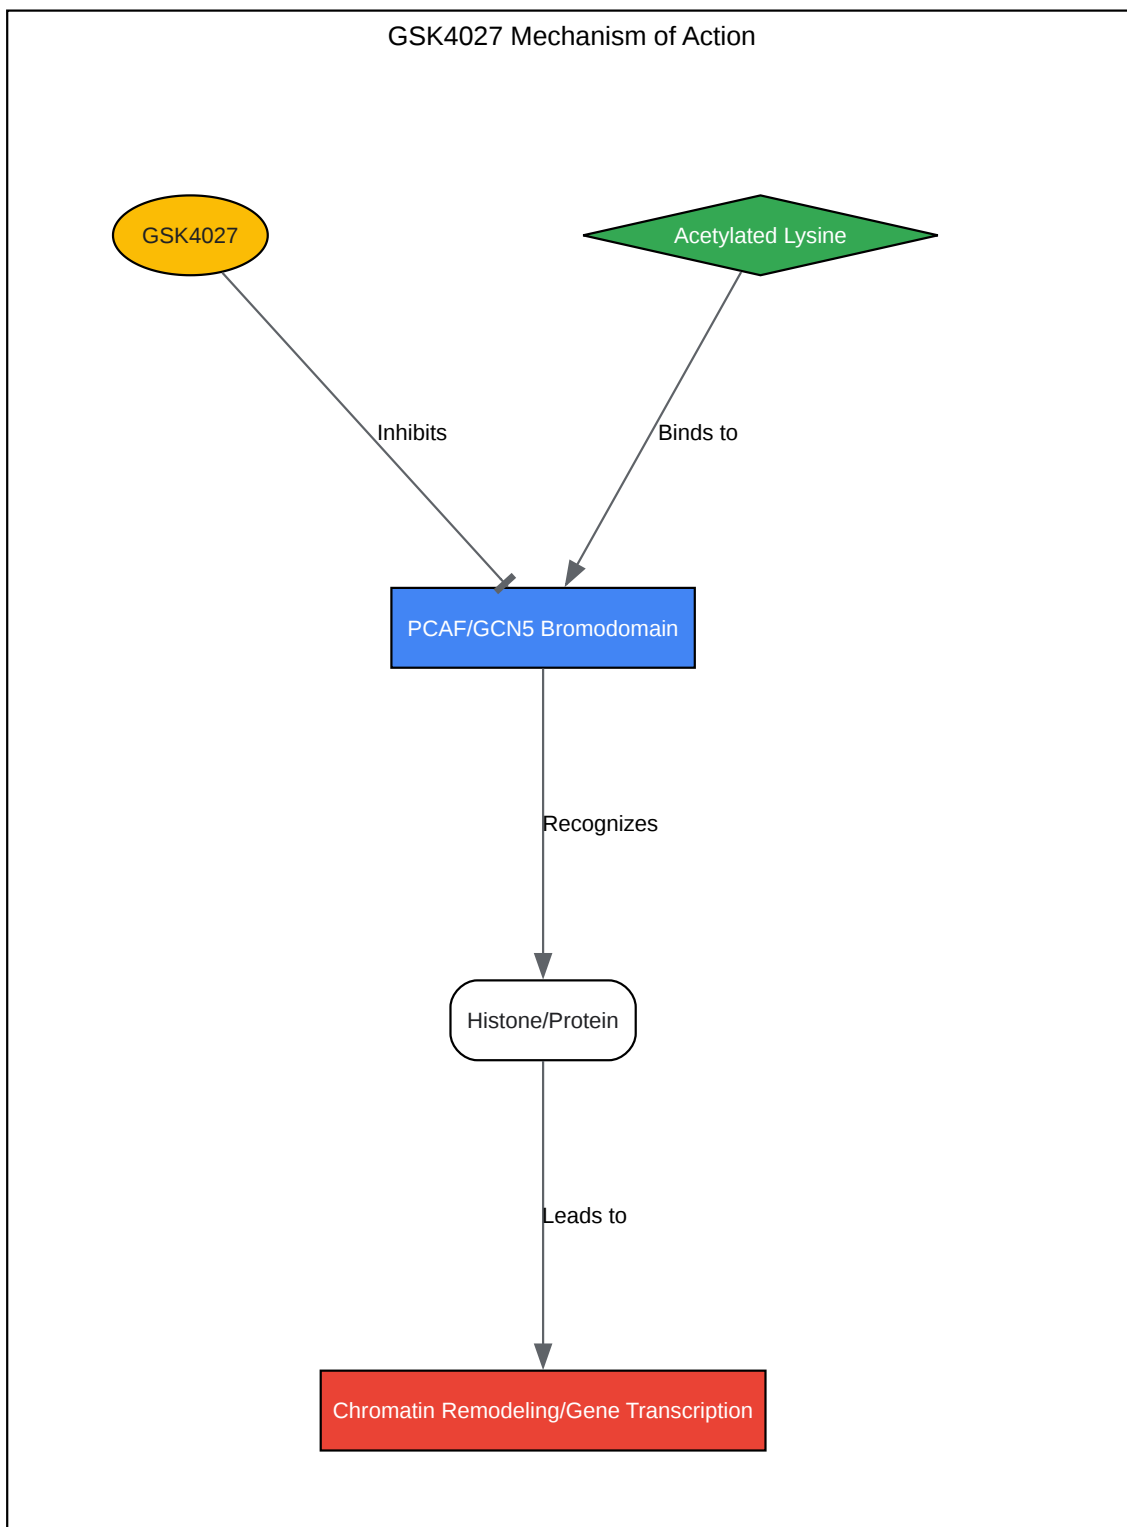 GSK4027 Mechanism of Action
GSK4027
Acetylated Lysine
Inhibits
Binds to
PCAF/GCN5 Bromodomain
Recognizes
Histone/Protein
Leads to
Chromatin Remodeling/Gene Transcription